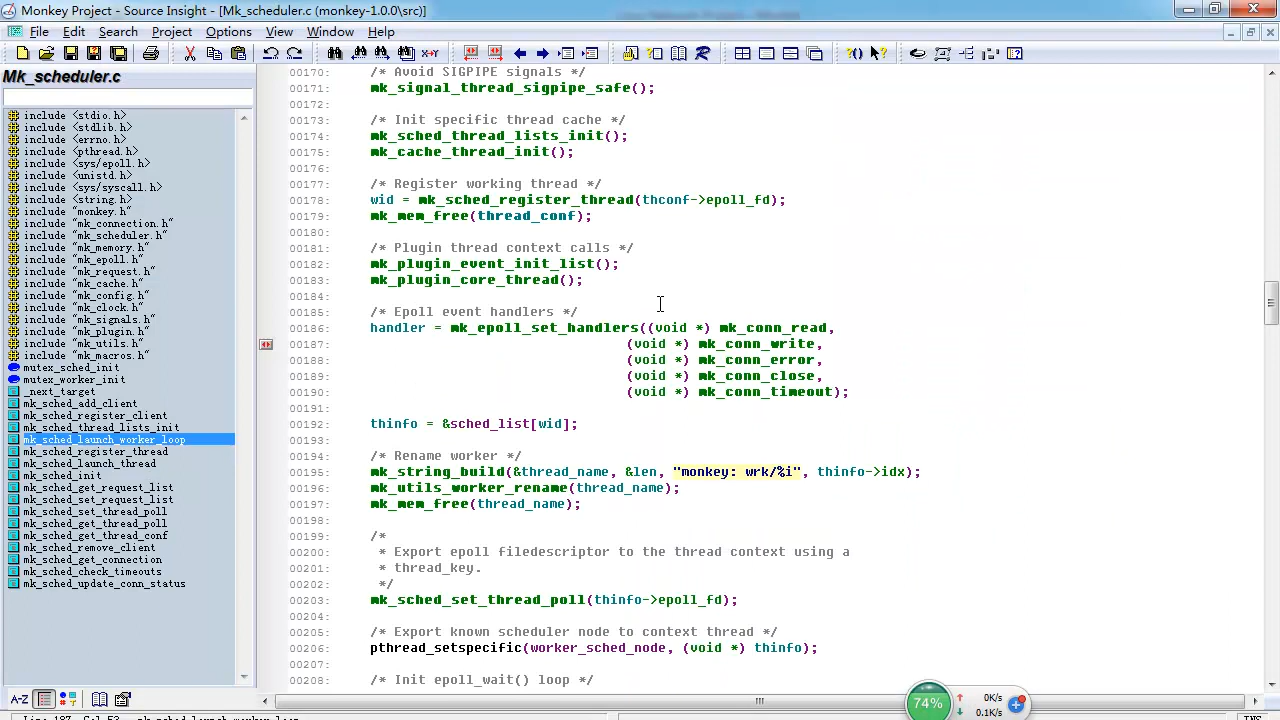 Monkey Project - Source Insight - [Mk_scheduler.c (monkey-1.0.0\src)]
File Edit Search Project Options View Window Help
Mk_scheduler.c
include <stdio.h>
include <stdlib.h>
include <errno.h>
include <pthread.h>
include <sys/epoll.h>
include <unistd.h>
include <sys/syscall.h>
include <string.h>
include "monkey.h"
include "mk_connection.h"
include "mk_scheduler.h"
include "mk_memory.h"
include "mk_epoll.h"
include "mk_request.h"
include "mk_cache.h"
include "mk_config.h"
include "mk_clock.h"
include "mk_signals.h"
include "mk_plugin.h"
include "mk_utils.h"
include "mk_macros.h"
mutex_sched_init
mutex_worker_init
_next_target
mk_sched_add_client
mk_sched_register_client
mk_sched_thread_lists_init
mk_sched_launch_worker_loop
mk_sched_register_thread
mk_sched_launch_thread
mk_sched_init
mk_sched_get_request_list
mk_sched_set_request_list
mk_sched_set_thread_poll
mk_sched_get_thread_poll
mk_sched_get_thread_conf
mk_sched_remove_client
mk_sched_get_connection
mk_sched_check_timeouts
mk_sched_update_conn_status
A-Z
00170: /* Avoid SIGPIPE signals */
00171: mk_signal_thread_sigpipe_safe();
00172:
00173: /* Init specific thread cache */
00174: mk_sched_thread_lists_init();
00175: mk_cache_thread_init();
00176:
00177: /* Register working thread */
00178: wid = mk_sched_register_thread(thconf->epoll_fd);
00179: mk_mem_free(thread_conf);
00180:
00181: /* Plugin thread context calls */
00182: mk_plugin_event_init_list();
00183: mk_plugin_core_thread();
00184:
00185: /* Epoll event handlers */
00186: handler = mk_epoll_set_handlers((void *) mk_conn_read,
00187: (void *) mk_conn_write,
00188: (void *) mk_conn_error,
00189: (void *) mk_conn_close,
00190: (void *) mk_conn_timeout);
00191:
00192: thinfo = &sched_list[wid];
00193:
00194: /* Rename worker */
00195: mk_string_build(&thread_name, &len, "monkey: wrk/%i", thinfo->idx);
00196: mk_utils_worker_rename(thread_name);
00197: mk_mem_free(thread_name);
00198:
00199: /*
00200: * Export epoll filedescriptor to the thread context using a
00201: * thread_key.
00202: */
00203: mk_sched_set_thread_poll(thinfo->epoll_fd);
00204:
00205: /* Export known scheduler node to context thread */
00206: pthread_setspecific(worker_sched_node, (void *) thinfo);
00207:
00208: /* Init epoll_wait() loop */
74%
0K/s
0.1K/s